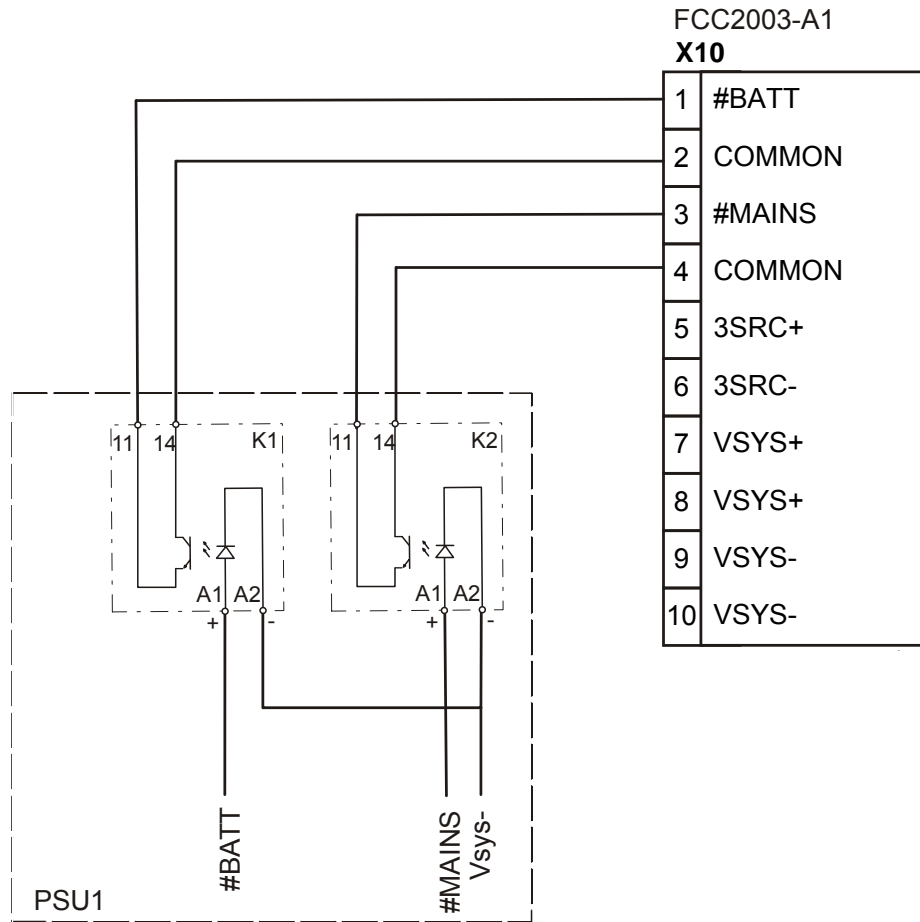 FCC2003-A1
X10
1 #BATT
2 COMMON
3 #MAINS
4 COMMON
5 3SRC+
6 3SRC-
7 VSYS+
8 VSYS+
9 VSYS-
10 VSYS-
11 14 K1
11 14 K2
A1 A2
+ -
A1 A2
+ -
#BATT
#MAINS
Vsys-
PSU1